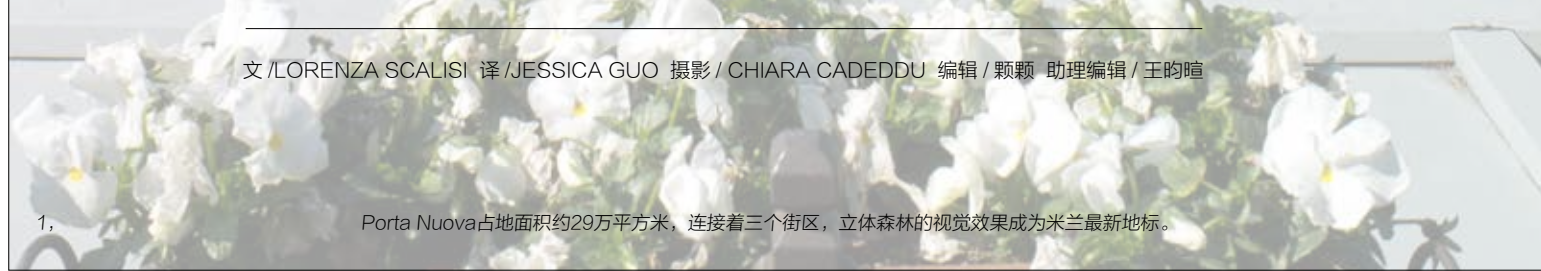 文 /LORENZA SCALISI 译 /JESSICA GUO 摄影 / CHIARA CADEDDU 编辑 / 颗颗 助理编辑 / 王昀暄
1, Porta Nuova占地面积约29万平方米，连接着三个街区，立体森林的视觉效果成为米兰最新地标。